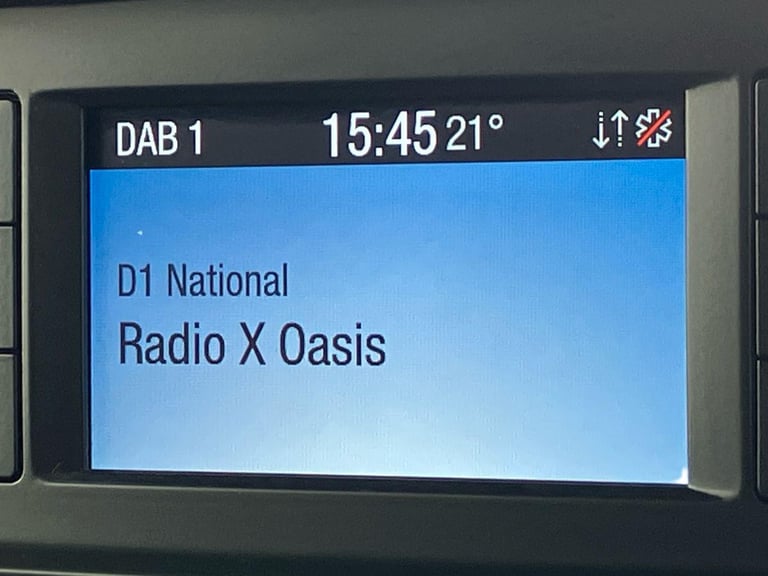 DAB 1 15:45 21°
D1 National
Radio X Oasis